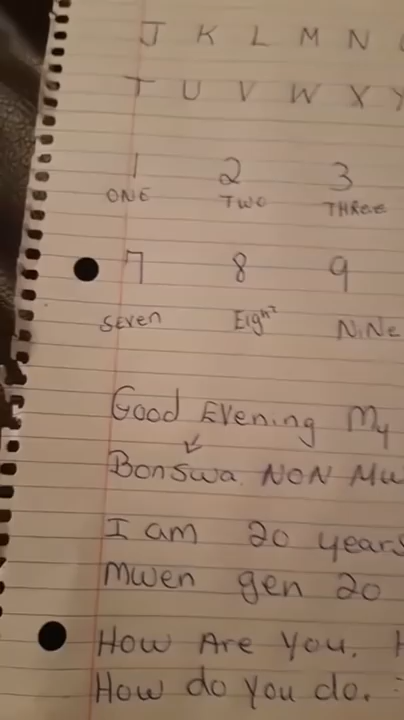 J K L M N
T U V W X Y
1 2 3
ONE TWO THREE
7 8 9
SEVEN Eight NiNe
Good Evening My
Bonswa. NON Mw
I am 20 years
Mwen gen 20
How Are You. H
How do you do.